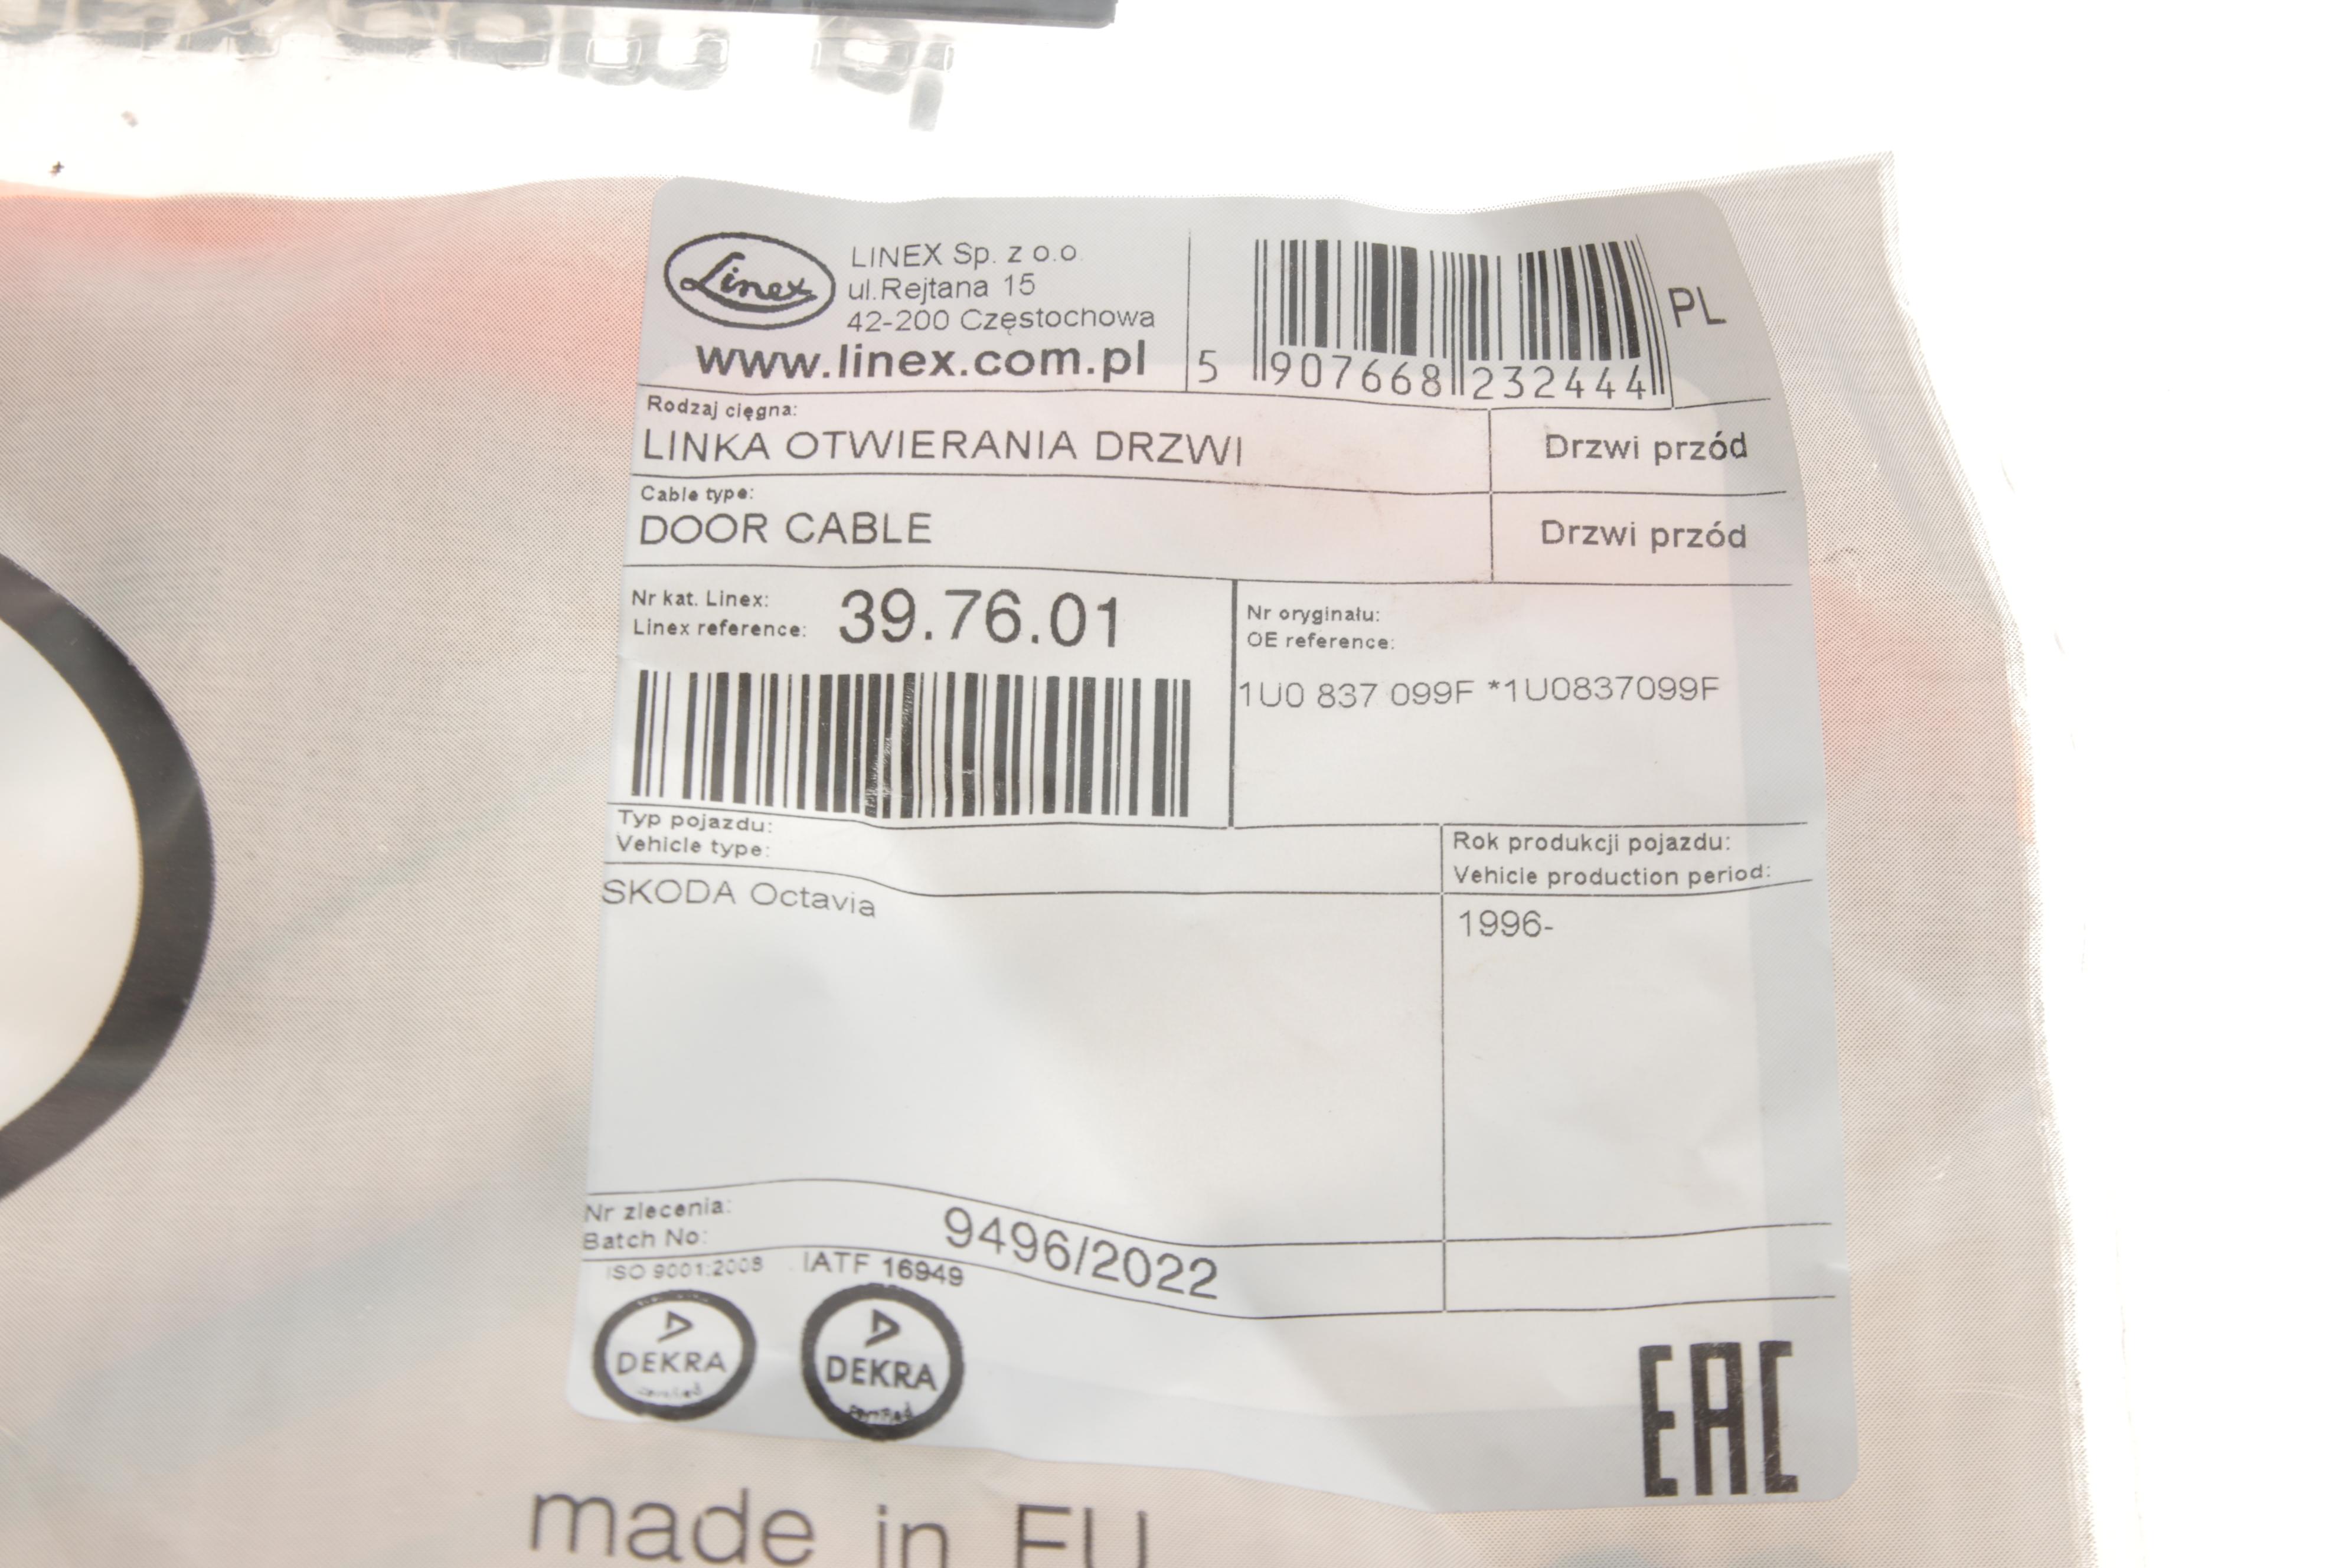 Linex
LINEX Sp. z o.o.
ul.Rejtana 15
42-200 Częstochowa
www.linex.com.pl
5 907668 232444
PL
Rodzaj cięgna:
LINKA OTWIERANIA DRZWI
Drzwi przód
Cable type:
DOOR CABLE
Drzwi przód
Nr kat. Linex:
Linex reference:
39.76.01
Nr oryginału:
OE reference:
1U0 837 099F *1U0837099F
Typ pojazdu:
Vehicle type:
Rok produkcji pojazdu:
Vehicle production period:
SKODA Octavia
1996-
Nr zlecenia:
Batch No:
9496/2022
ISO 9001:2008
IATF 16949
DEKRA
DEKRA
certified
EAC
made in EU